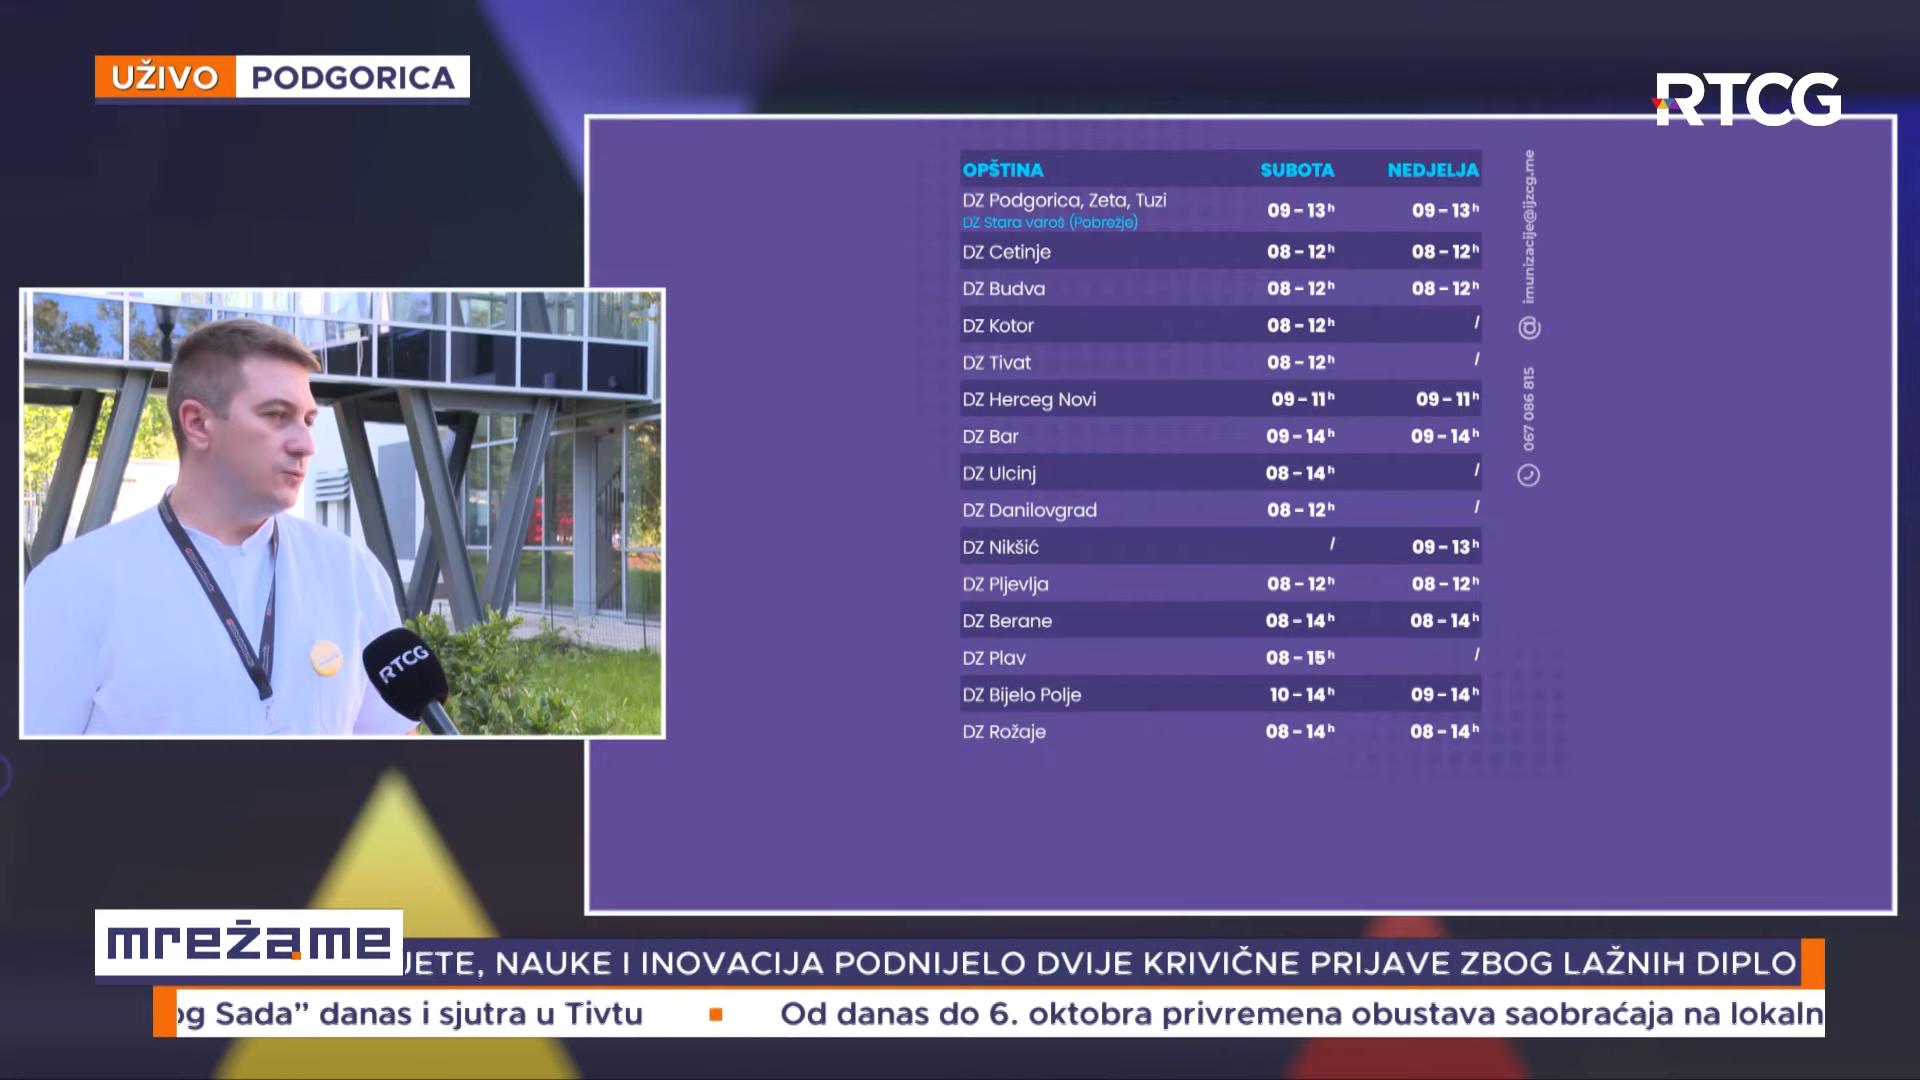 UŽIVO PODGORICA
RTCG
OPŠTINA SUBOTA NEDJELJA
DZ Podgorica, Zeta, Tuzi 09 – 13h 09 – 13h
DZ Stara varoš (Pobrežje)
DZ Cetinje 08 – 12h 08 – 12h
DZ Budva 08 – 12h 08 – 12h
DZ Kotor 08 – 12h /
DZ Tivat 08 – 12h /
DZ Herceg Novi 09 – 11h 09 – 11h
DZ Bar 09 – 14h 09 – 14h
DZ Ulcinj 08 – 14h /
DZ Danilovgrad 08 – 12h /
DZ Nikšić / 09 – 13h
DZ Pljevlja 08 – 12h 08 – 12h
DZ Berane 08 – 14h 08 – 14h
DZ Plav 08 – 15h /
DZ Bijelo Polje 10 – 14h 09 – 14h
DZ Rožaje 08 – 14h 08 – 14h
067 086 815
imunizacije@ijzcg.me
RTCG
mrežame
JETE, NAUKE I INOVACIJA PODNIJELO DVIJE KRIVIČNE PRIJAVE ZBOG LAŽNIH DIPLO
og Sada” danas i sjutra u Tivtu ▪ Od danas do 6. oktobra privremena obustava saobraćaja na lokaln